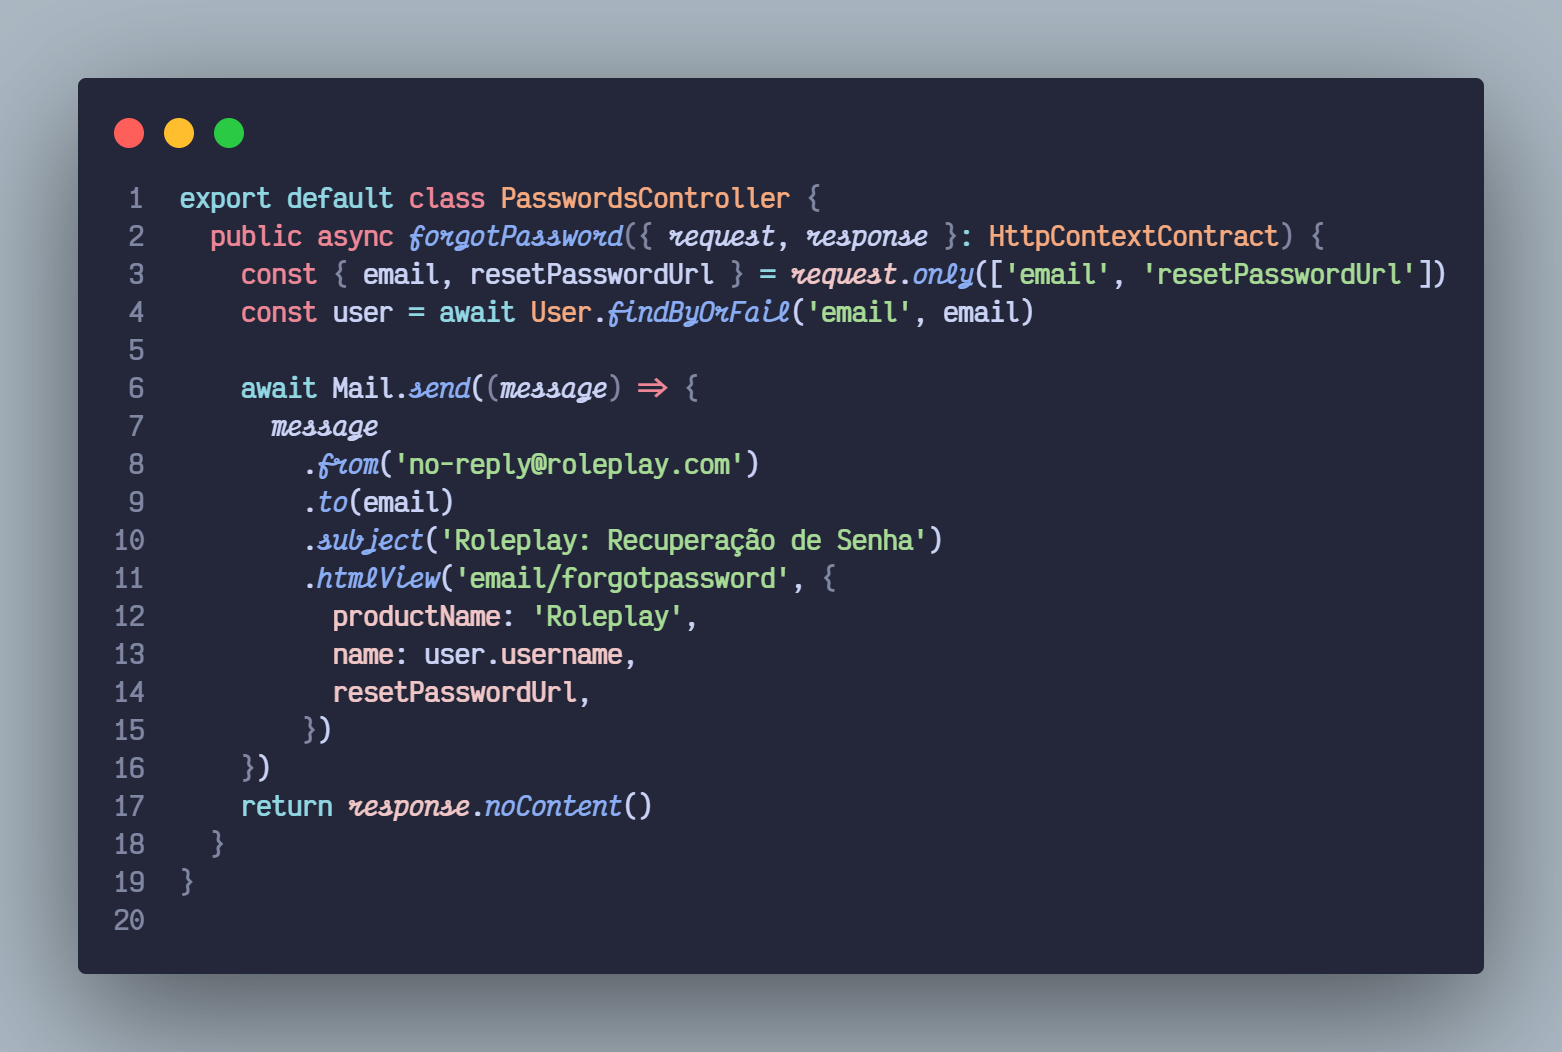 1 export default class PasswordsController {
2 public async forgotPassword({ request, response }: HttpContextContract) {
3 const { email, resetPasswordUrl } = request.only(['email', 'resetPasswordUrl'])
4 const user = await User.findByOrFail('email', email)
5
6 await Mail.send((message) => {
7 message
8 .from('no-reply@roleplay.com')
9 .to(email)
10 .subject('Roleplay: Recuperação de Senha')
11 .htmlView('email/forgotpassword', {
12 productName: 'Roleplay',
13 name: user.username,
14 resetPasswordUrl,
15 })
16 })
17 return response.noContent()
18 }
19 }
20